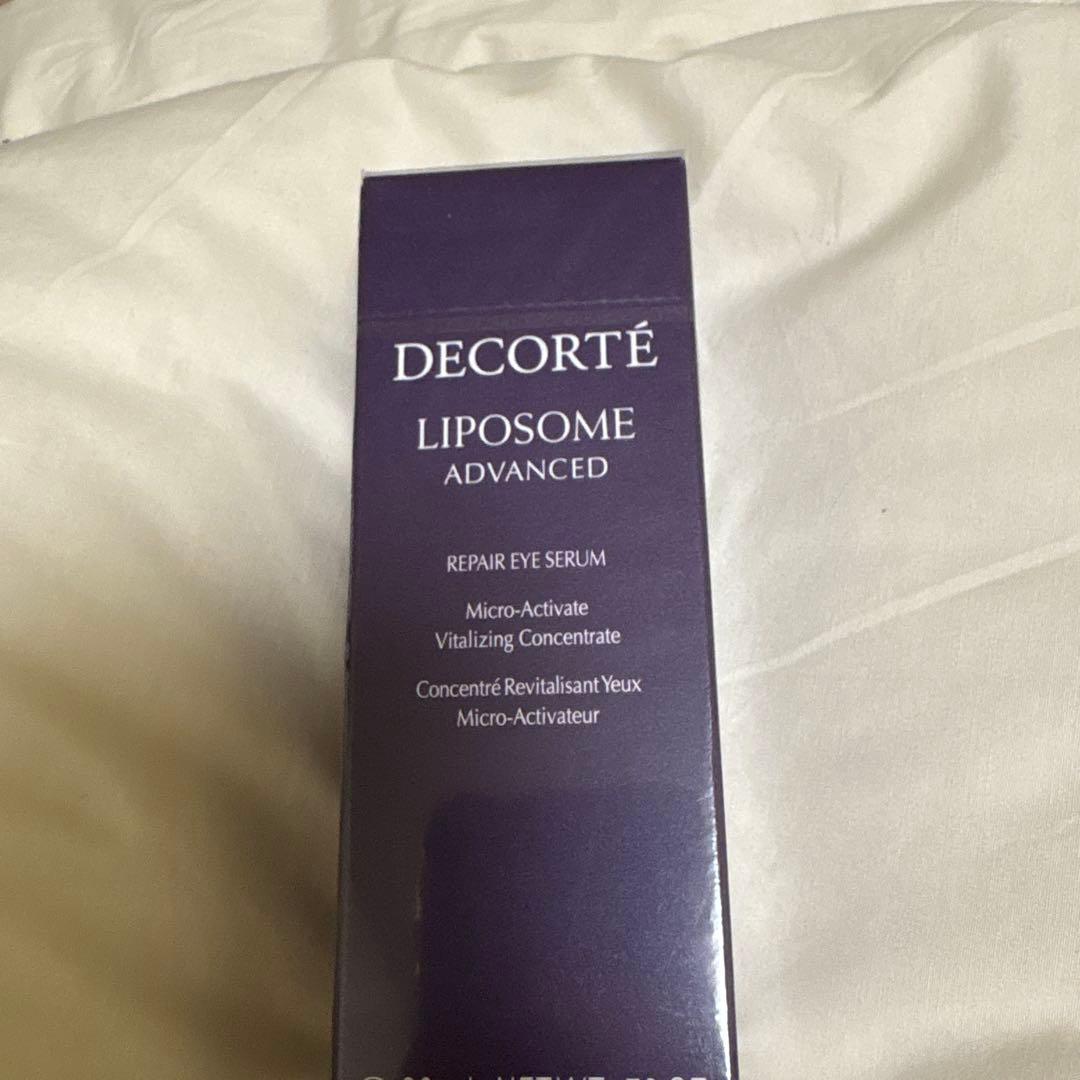 DECORTÉ
LIPOSOME
ADVANCED
REPAIR EYE SERUM
Micro-Activate
Vitalizing Concentrate
Concentré Revitalisant Yeux
Micro-Activateur